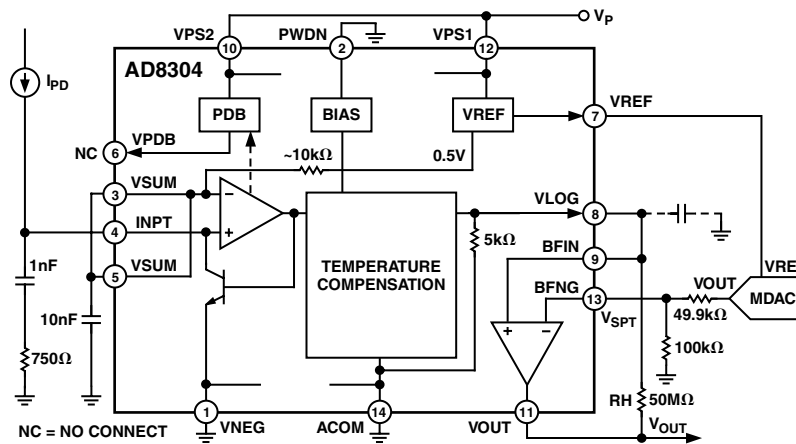 VP
VPS2
PWDN
VPS1
10
2
12
AD8304
IPD
PDB
BIAS
VREF
7
VREF
VPDB
NC
6
~10kΩ
0.5V
VSUM
3
−
VLOG
8
INPT
4
+
5kΩ
BFIN
9
1nF
VSUM
5
TEMPERATURE
COMPENSATION
VREF
VOUT
MDAC
BFNG
13
10nF
+
−
VSPT
49.9kΩ
750Ω
100kΩ
RH
50MΩ
NC = NO CONNECT
1
VNEG
ACOM
14
VOUT
11
VOUT